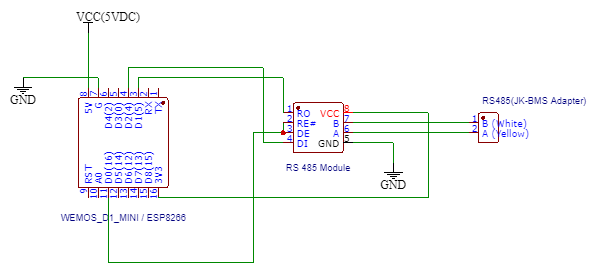 VCC(5VDC)
GND
8 7 6 5 4 3 2 1
5V
G
D4(2)
D3(0)
D2(4)
D1(5)
RX
TX
RST
A0
D0(16)
D5(14)
D6(12)
D7(13)
D8(15)
3V3
9 10 11 12 13 14 15 16
WEMOS_D1_MINI / ESP8266
1 RO VCC 8
2 RE# B 7
3 DE A 6
4 DI GND 5
RS 485 Module
GND
RS485(JK-BMS Adapter)
1 B (White)
2 A (Yellow)